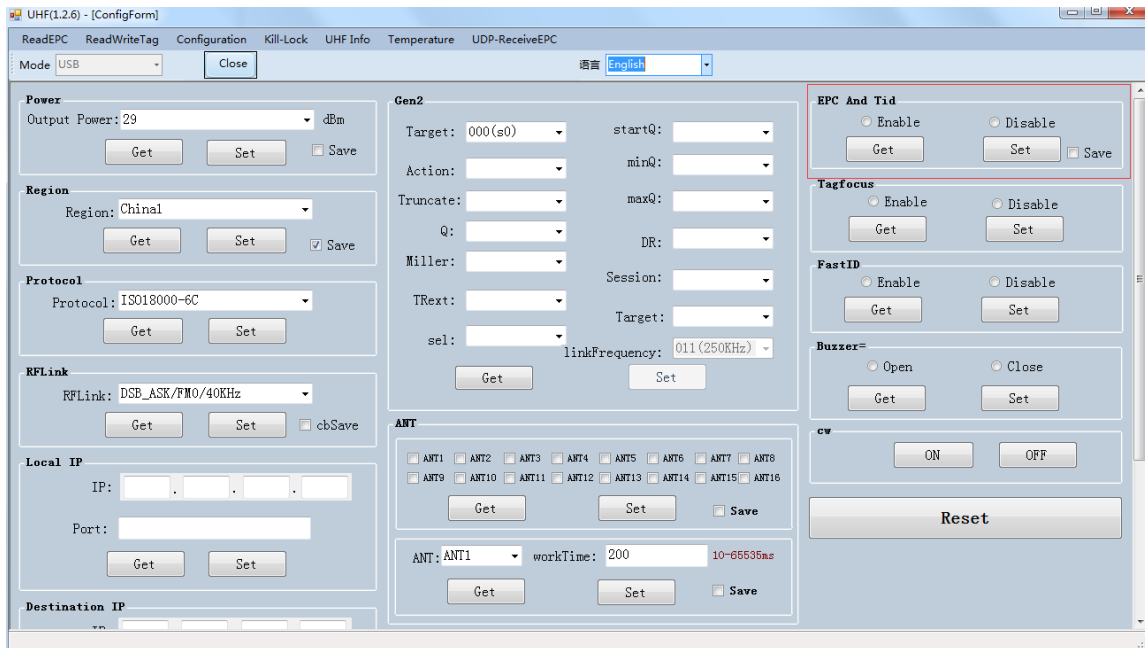 UHF(1.2.6) - [ConfigForm]
ReadEPC ReadWriteTag Configuration Kill-Lock UHF Info Temperature UDP-ReceiveEPC
Mode USB Close 语言 English
Power
Output Power: 29 dBm
Get Set Save
Region
Region: China1
Get Set Save
Protocol
Protocol: ISO18000-6C
Get Set
RFLink
RFLink: DSB_ASK/FM0/40KHz
Get Set cbSave
Local IP
IP: . . .
Port:
Get Set
Destination IP
Gen2
Target: 000(s0) startQ:
Action: minQ:
Truncate: maxQ:
Q: DR:
Miller: Session:
TRext: Target:
sel: linkFrequency: 011(250KHz)
Get Set
ANT
ANT1 ANT2 ANT3 ANT4 ANT5 ANT6 ANT7 ANT8
ANT9 ANT10 ANT11 ANT12 ANT13 ANT14 ANT15 ANT16
Get Set Save
ANT: ANT1 workTime: 200 10-65535ms
Get Set Save
EPC And Tid
Enable Disable
Get Set Save
Tagfocus
Enable Disable
Get Set
FastID
Enable Disable
Get Set
Buzzer=
Open Close
Get Set
cw
ON OFF
Reset